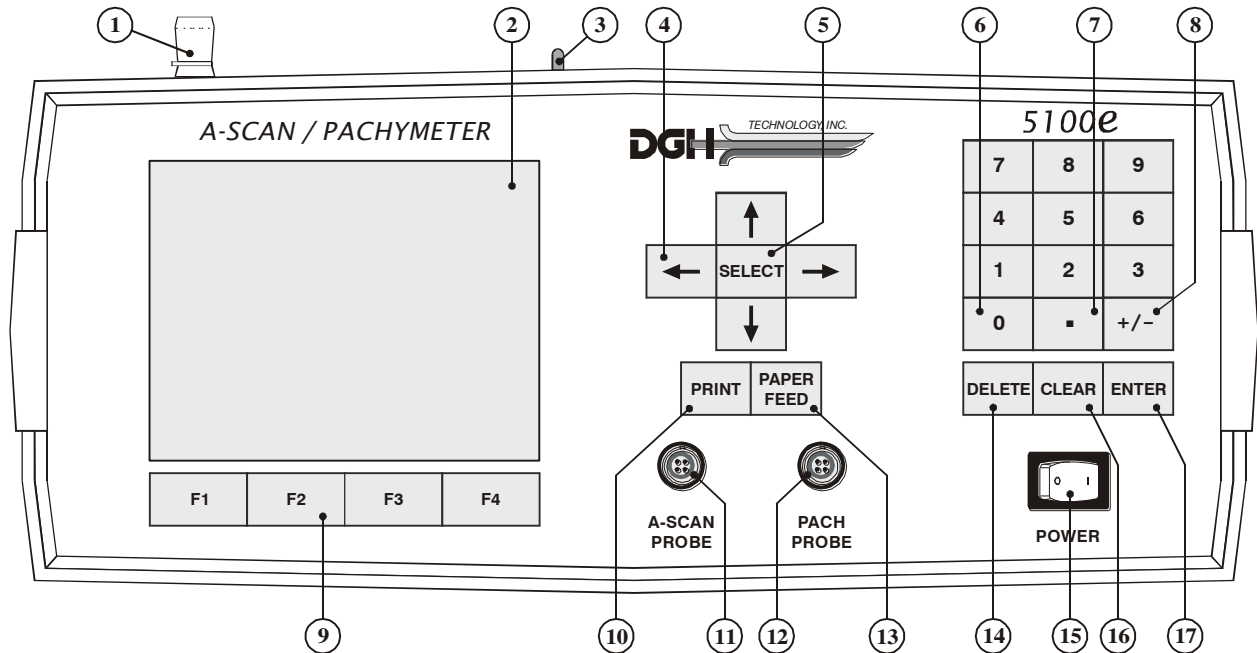 1 2 3 4 5 6 7 8
A-SCAN / PACHYMETER
TECHNOLOGY, INC.
DGH
5100e
7 8 9
4 5 6
1 2 3
0 . +/-
SELECT
PRINT
PAPER
FEED
DELETE CLEAR ENTER
F1 F2 F3 F4
A-SCAN
PROBE
PACH
PROBE
O I
POWER
9 10 11 12 13 14 15 16 17